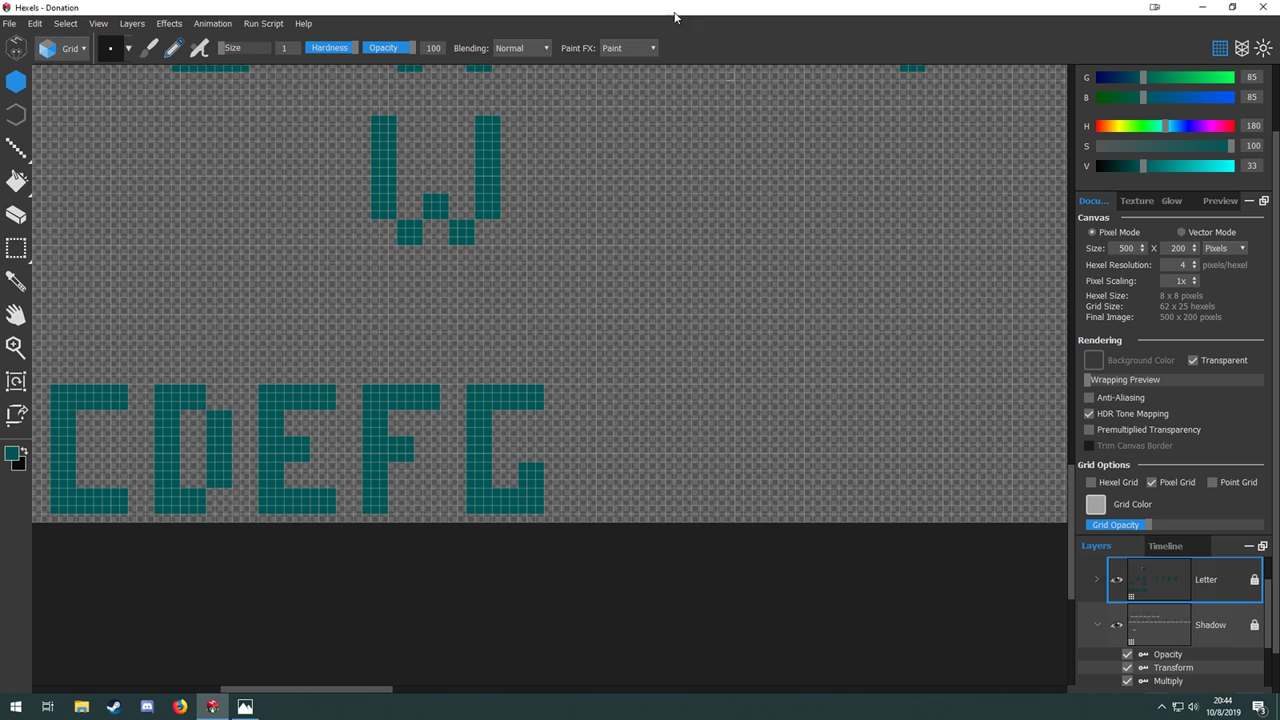 Hexels - Donation
File Edit Select View Layers Effects Animation Run Script Help
Grid Size 1 Hardness Opacity 100 Blending: Normal Paint FX: Paint
G 85
B 85
H 180
S 100
V 33
W
CDEFG
Docu... Texture Glow Preview
Canvas
Pixel Mode Vector Mode
Size: 500 X 200 Pixels
Hexel Resolution: 4 pixels/hexel
Pixel Scaling: 1x
Hexel Size: 8 x 8 pixels
Grid Size: 62 x 25 hexels
Final Image: 500 x 200 pixels
Rendering
Background Color Transparent
Wrapping Preview
Anti-Aliasing
HDR Tone Mapping
Premultiplied Transparency
Trim Canvas Border
Grid Options
Hexel Grid Pixel Grid Point Grid
Grid Color
Grid Opacity
Layers Timeline
Letter
Shadow
Opacity
Transform
Multiply
20:44
10/8/2019
3